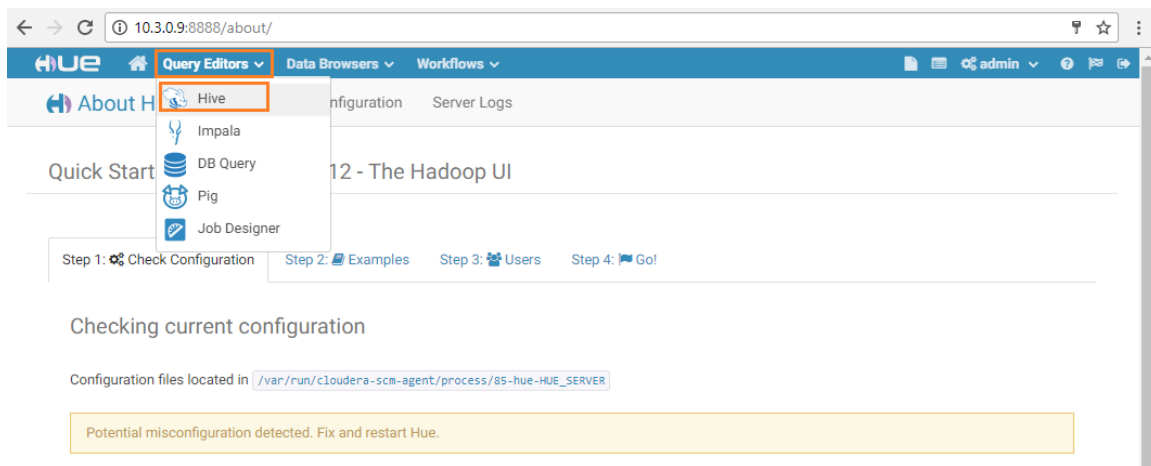 10.3.0.9:8888/about/
HUE Query Editors Data Browsers Workflows admin
About H nfiguration Server Logs
Hive
Impala
Quick Start 12 - The Hadoop UI
DB Query
Pig
Job Designer
Step 1: Check Configuration Step 2: Examples Step 3: Users Step 4: Go!
Checking current configuration
Configuration files located in /var/run/cloudera-scm-agent/process/85-hue-HUE_SERVER
Potential misconfiguration detected. Fix and restart Hue.